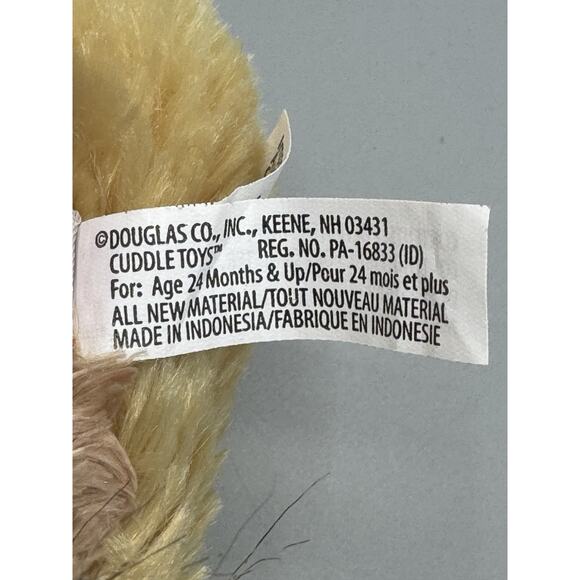 ©DOUGLAS CO., INC., KEENE, NH 03431
CUDDLE TOYS™ REG. NO. PA-16833 (ID)
For: Age 24 Months & Up/Pour 24 mois et plus
ALL NEW MATERIAL/TOUT NOUVEAU MATERIAL
MADE IN INDONESIA/FABRIQUE EN INDONESIE